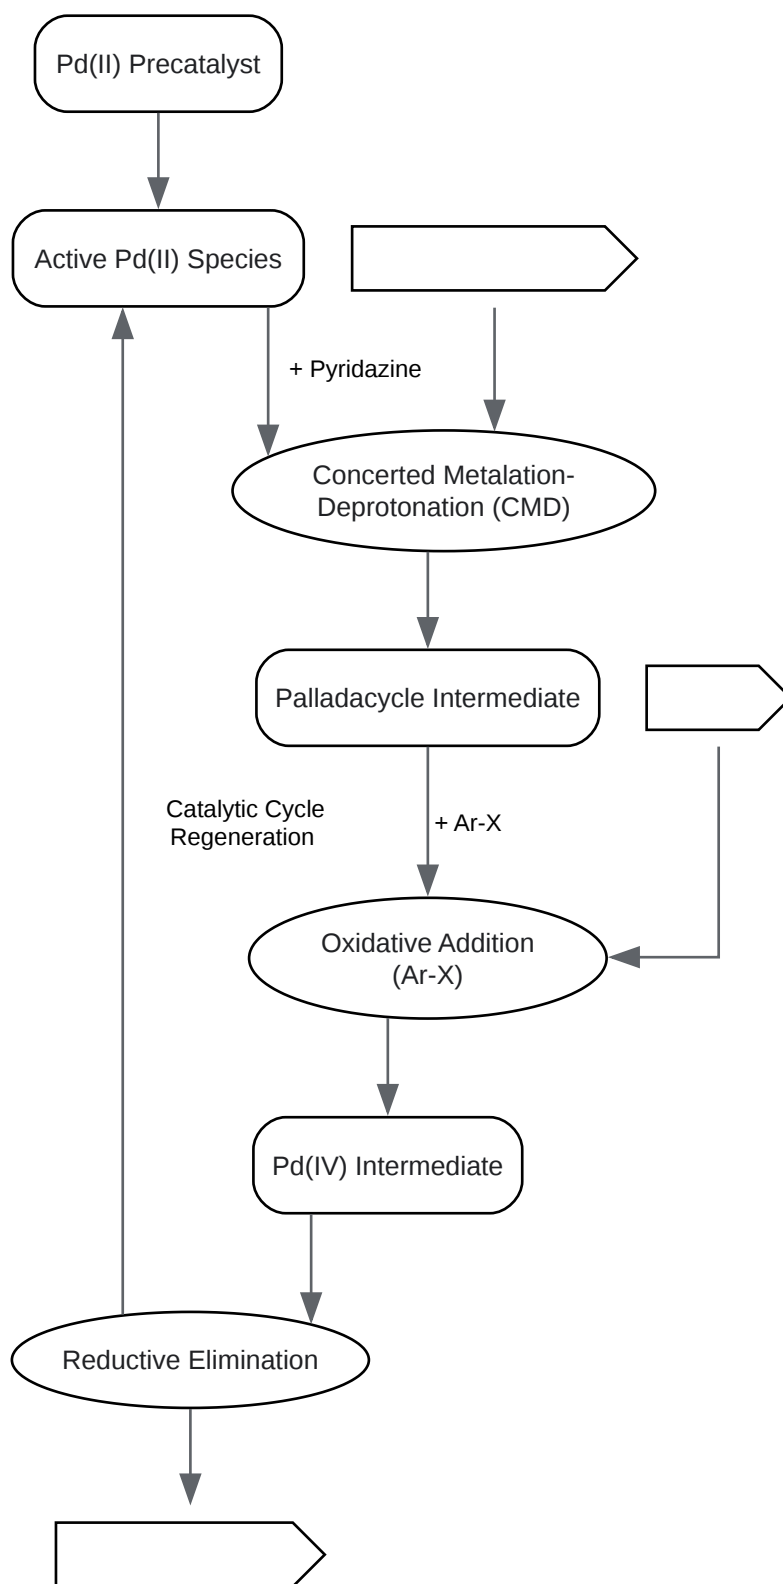 Pd(II) Precatalyst
Active Pd(II) Species
+ Pyridazine
Concerted Metalation-
Deprotonation (CMD)
Palladacycle Intermediate
Catalytic Cycle
Regeneration
+ Ar-X
Oxidative Addition
(Ar-X)
Pd(IV) Intermediate
Reductive Elimination